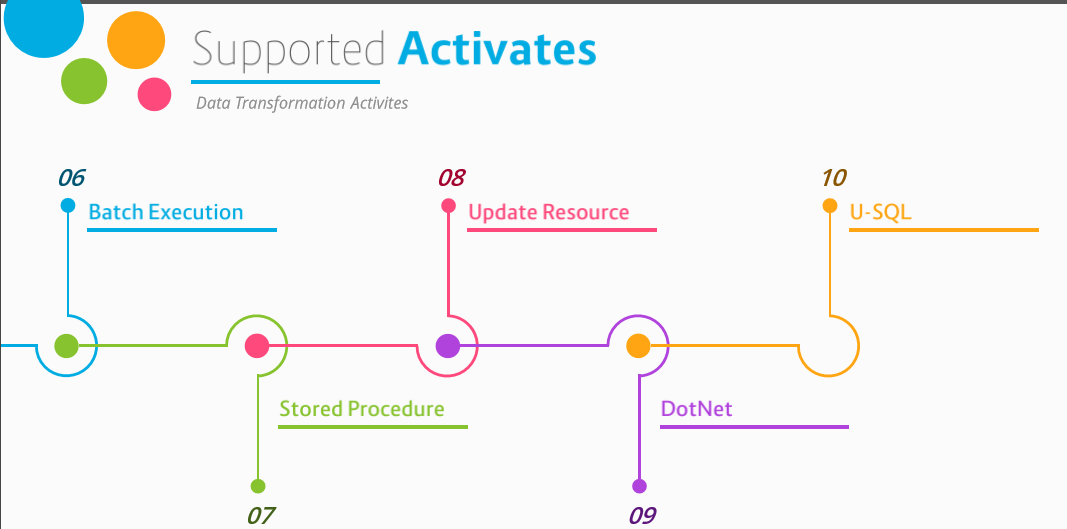 Supported Activates
Data Transformation Activites
06
Batch Execution
07
Stored Procedure
08
Update Resource
09
DotNet
10
U-SQL